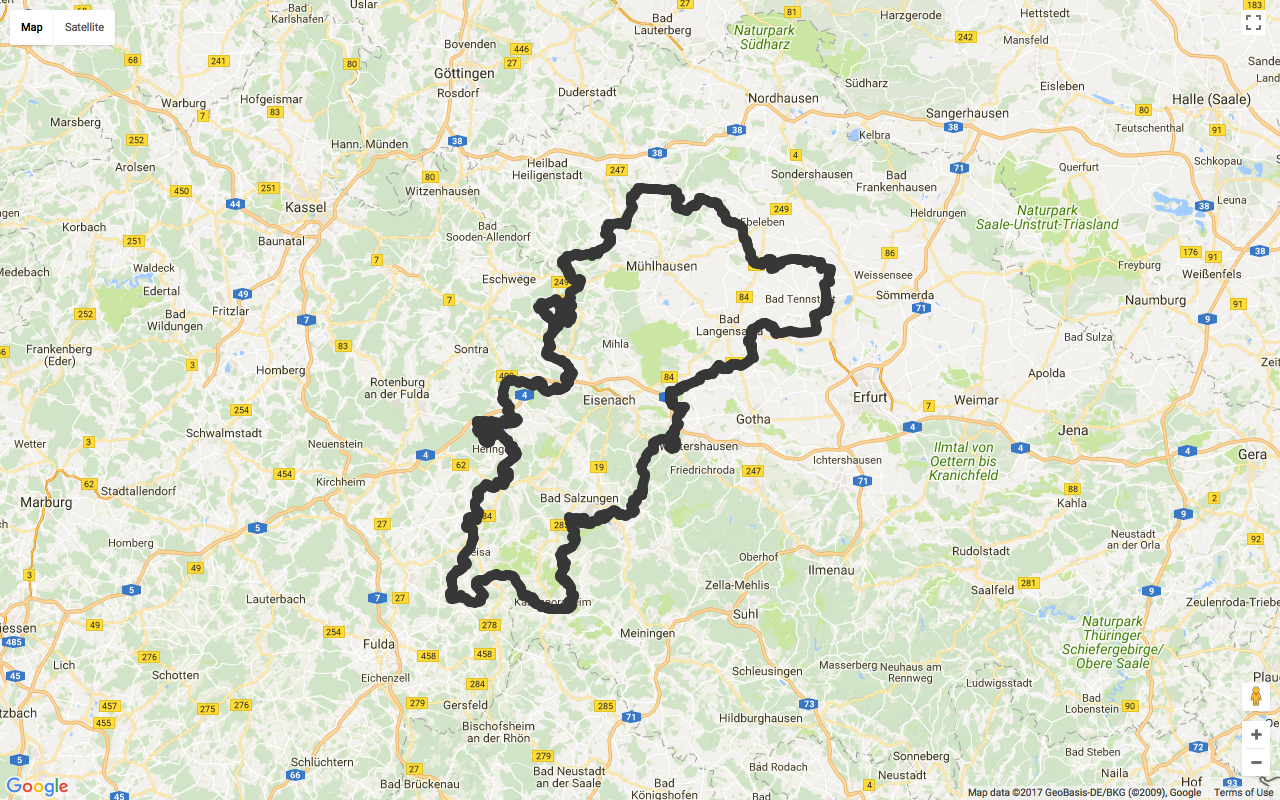 Map
Satellite
Bad
Karlshafen
Uslar
27
Bad
Lauterberg
81
Naturpark
Südharz
Harzgerode
Hettstedt
183
242
Mansfeld
68
241
80
Bovenden
446
27
Göttingen
Rosdorf
Duderstadt
Südharz
Eisleben
Nordhausen
Halle (Saale)
Warburg
7
Hofgeismar
83
Marsberg
252
Hann. Münden
38
38
38
4
Kelbra
Sangerhausen
38
80
Teutschenthal
91
Arolsen
450
251
80
Heilbad
Heiligenstadt
247
Sondershausen
Bad
Frankenhausen
71
Querfurt
Schkopau
Witzenhausen
44
Kassel
249
Ebeleben
Heldrungen
Naturpark
Saale-Unstrut-Triasland
38
Leuna
91
Korbach
251
Baunatal
7
Bad
Sooden-Allendorf
Mühlhausen
86
Weissensee
Freyburg
176
38
Weißenfels
Medebach
Waldeck
Edertal
49
Eschwege
249
84
Bad Tennstedt
Sömmerda
71
Naumburg
91
252
Bad
Wildungen
Fritzlar
7
7
Bad
Langensalza
9
Frankenberg
(Eder)
3
83
Sontra
Mihla
Bad Sulza
Homberg
Rotenburg
an der Fulda
400
4
84
Eisenach
Apolda
254
Erfurt
7
Weimar
Gotha
Schwalmstadt
Neuenstein
Wetter
3
4
62
Heringen
Waltershausen
Ichtershausen
4
Ilmtal von
Oettern bis
Kranichfeld
Jena
4
4
Gera
454
19
Friedrichroda
247
71
62
Stadtallendorf
Marburg
Kirchheim
Bad Salzungen
88
Kahla
2
9
27
5
84
285
Neustadt
an der Orla
92
Homberg
49
Geisa
Oberhof
Rudolstadt
3
5
Ilmenau
Zella-Mehlis
Saalfeld
281
9
Lauterbach
7
27
Kaltennordheim
Suhl
Zeulenroda-Triebes
49
254
278
Meiningen
Naturpark
Thüringer
Schiefergebirge/
Obere Saale
485
276
Fulda
458
458
Lich
45
Schotten
Eichenzell
284
Schleusingen
Masserberg
Neuhaus am
Rennweg
Ludwigsstadt
457
455
275
276
279
Gersfeld
285
71
73
Bad
Lobenstein
90
Hildburghausen
Bischofsheim
an der Rhön
5
Schlüchtern
66
27
Bad Brückenau
279
Bad Neustadt
an der Saale
Bad Rodach
Sonneberg
Neustadt
4
Bad Steben
72
Naila
Bad
Königshofen
Hof
93
45
Google
Map data ©2017 GeoBasis-DE/BKG (©2009), Google
Terms of Use